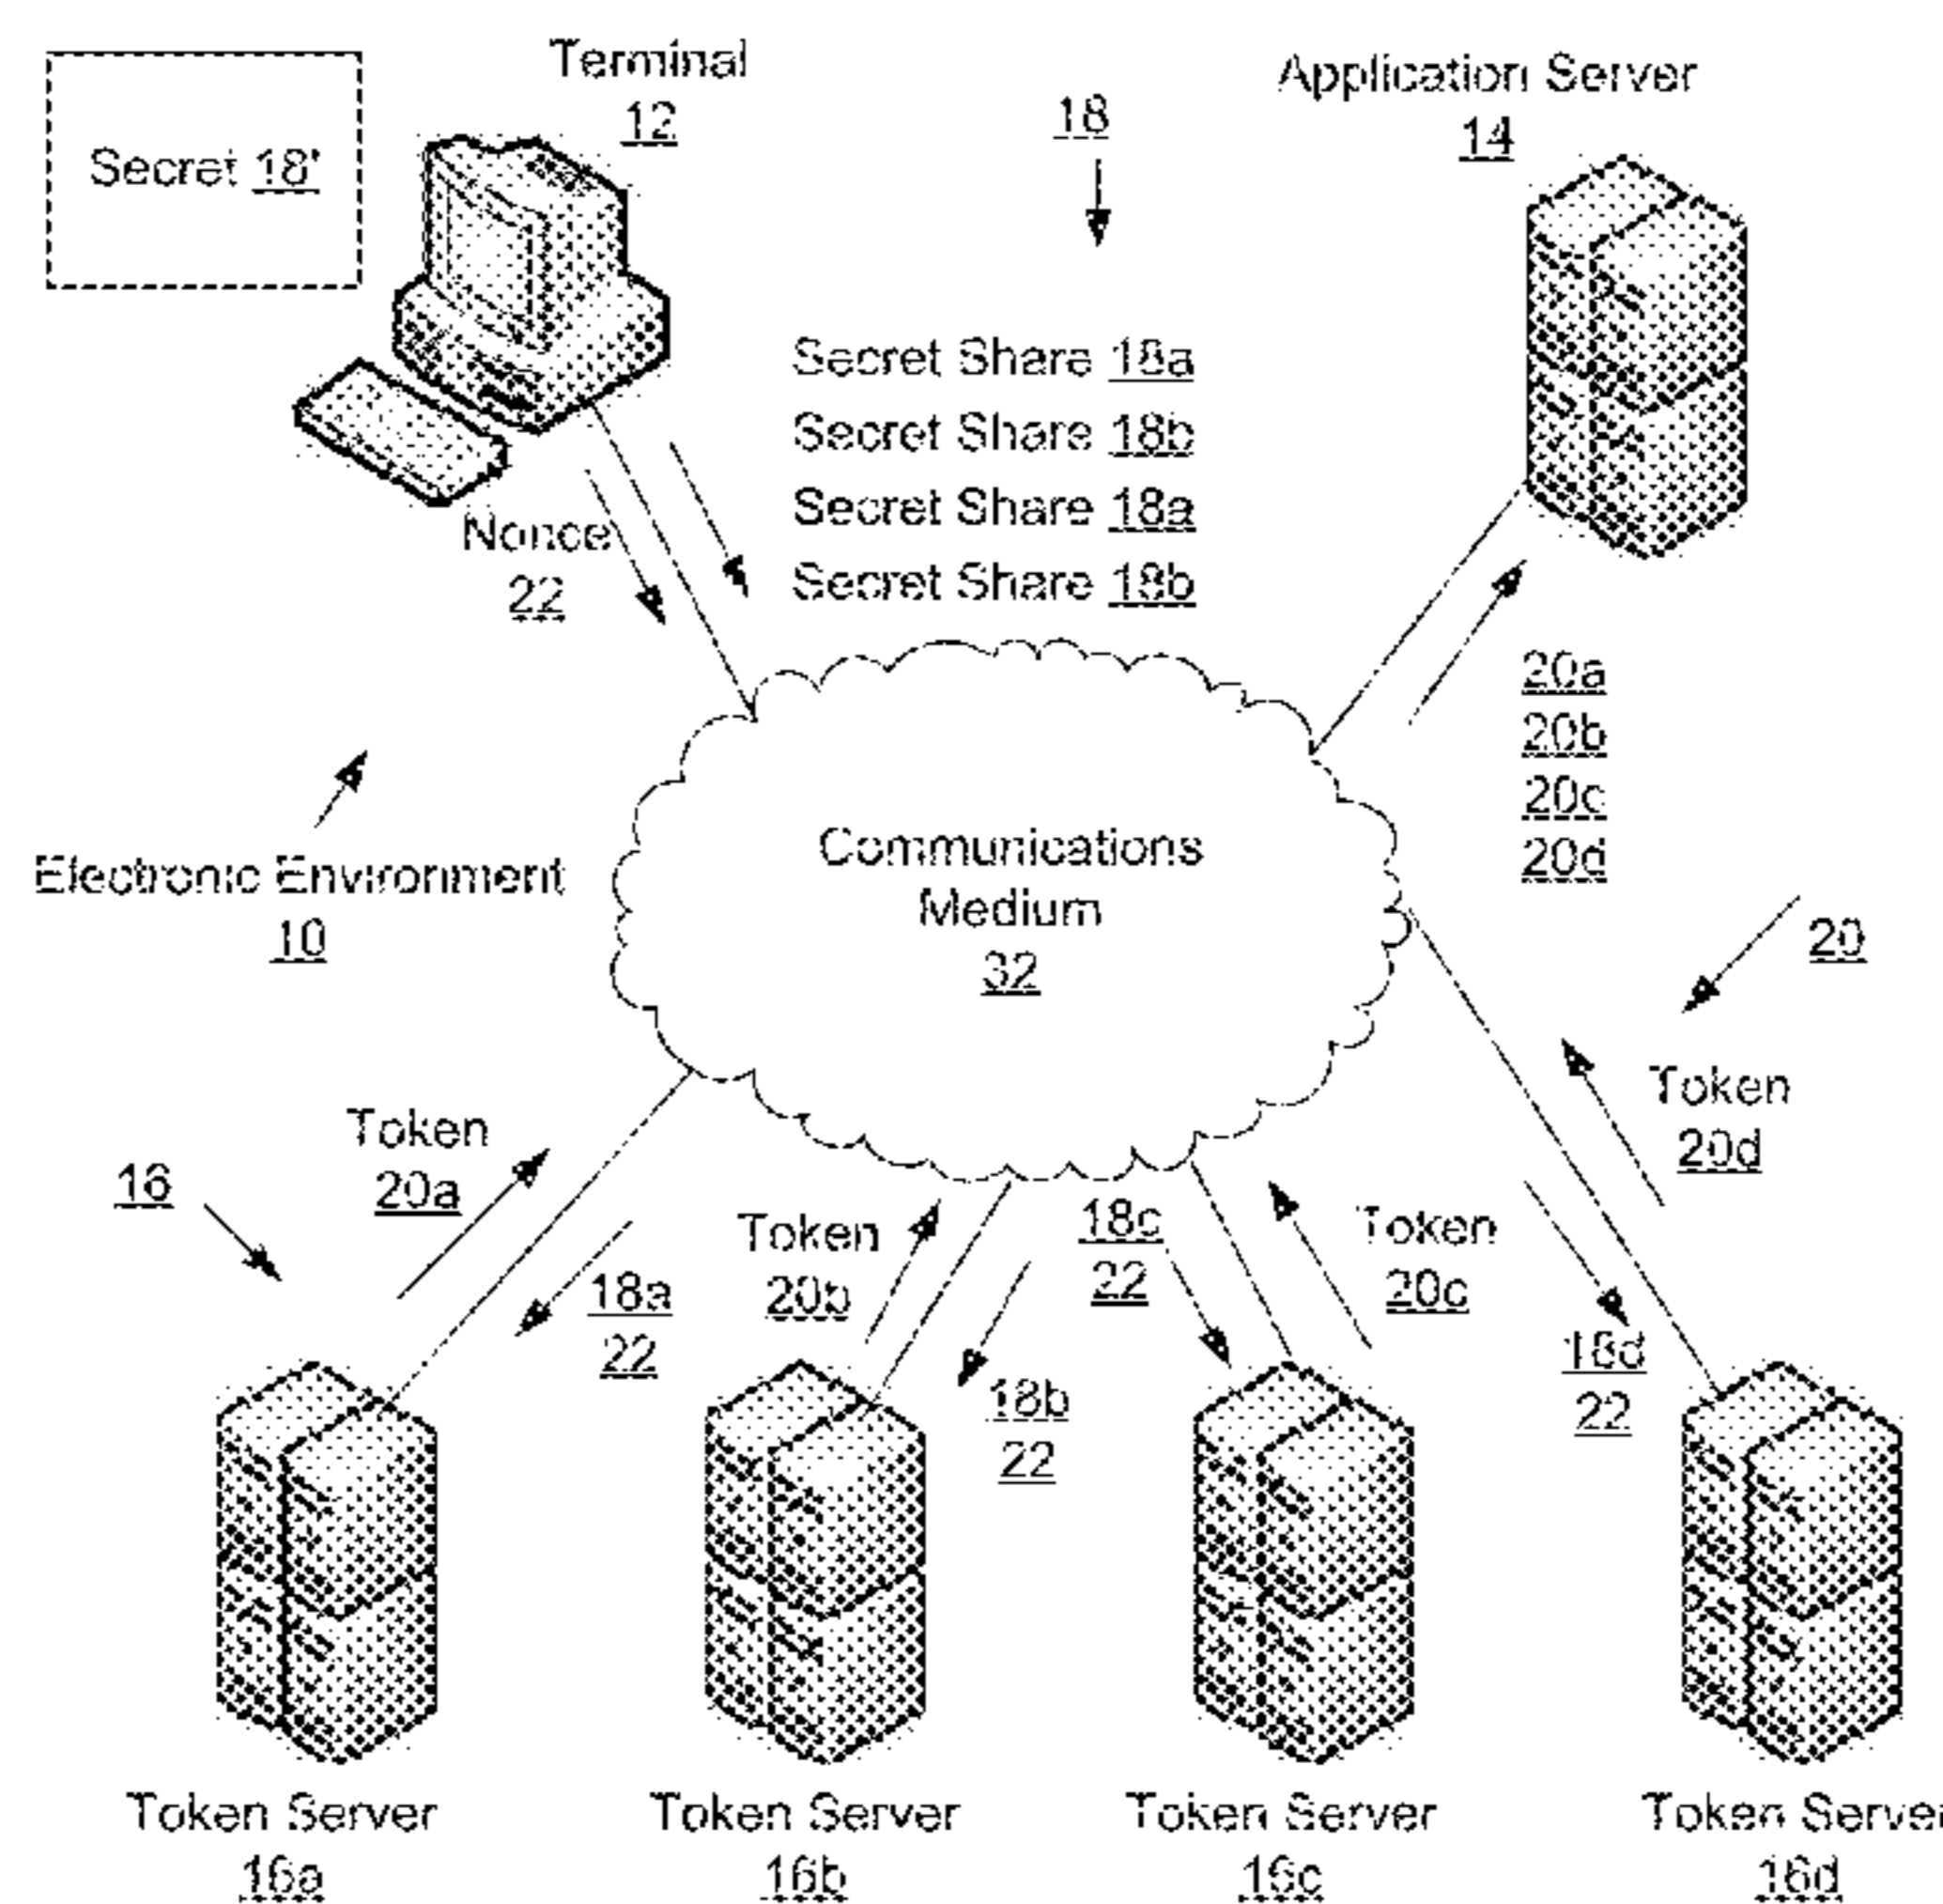 Terminal
12
Secret 18'
18
Application Server
14
Secret Share 18a
Secret Share 18b
Secret Share 18a
Secret Share 18b
Nonce
22
20a
20b
20c
20d
Communications
Medium
32
Electronic Environment
10
20
Token
20d
Token
20a
16
18a
22
Token
20b
18b
22
18c
22
Token
20c
18d
22
Token Server
16a
Token Server
16b
Token Server
16c
Token Server
16d